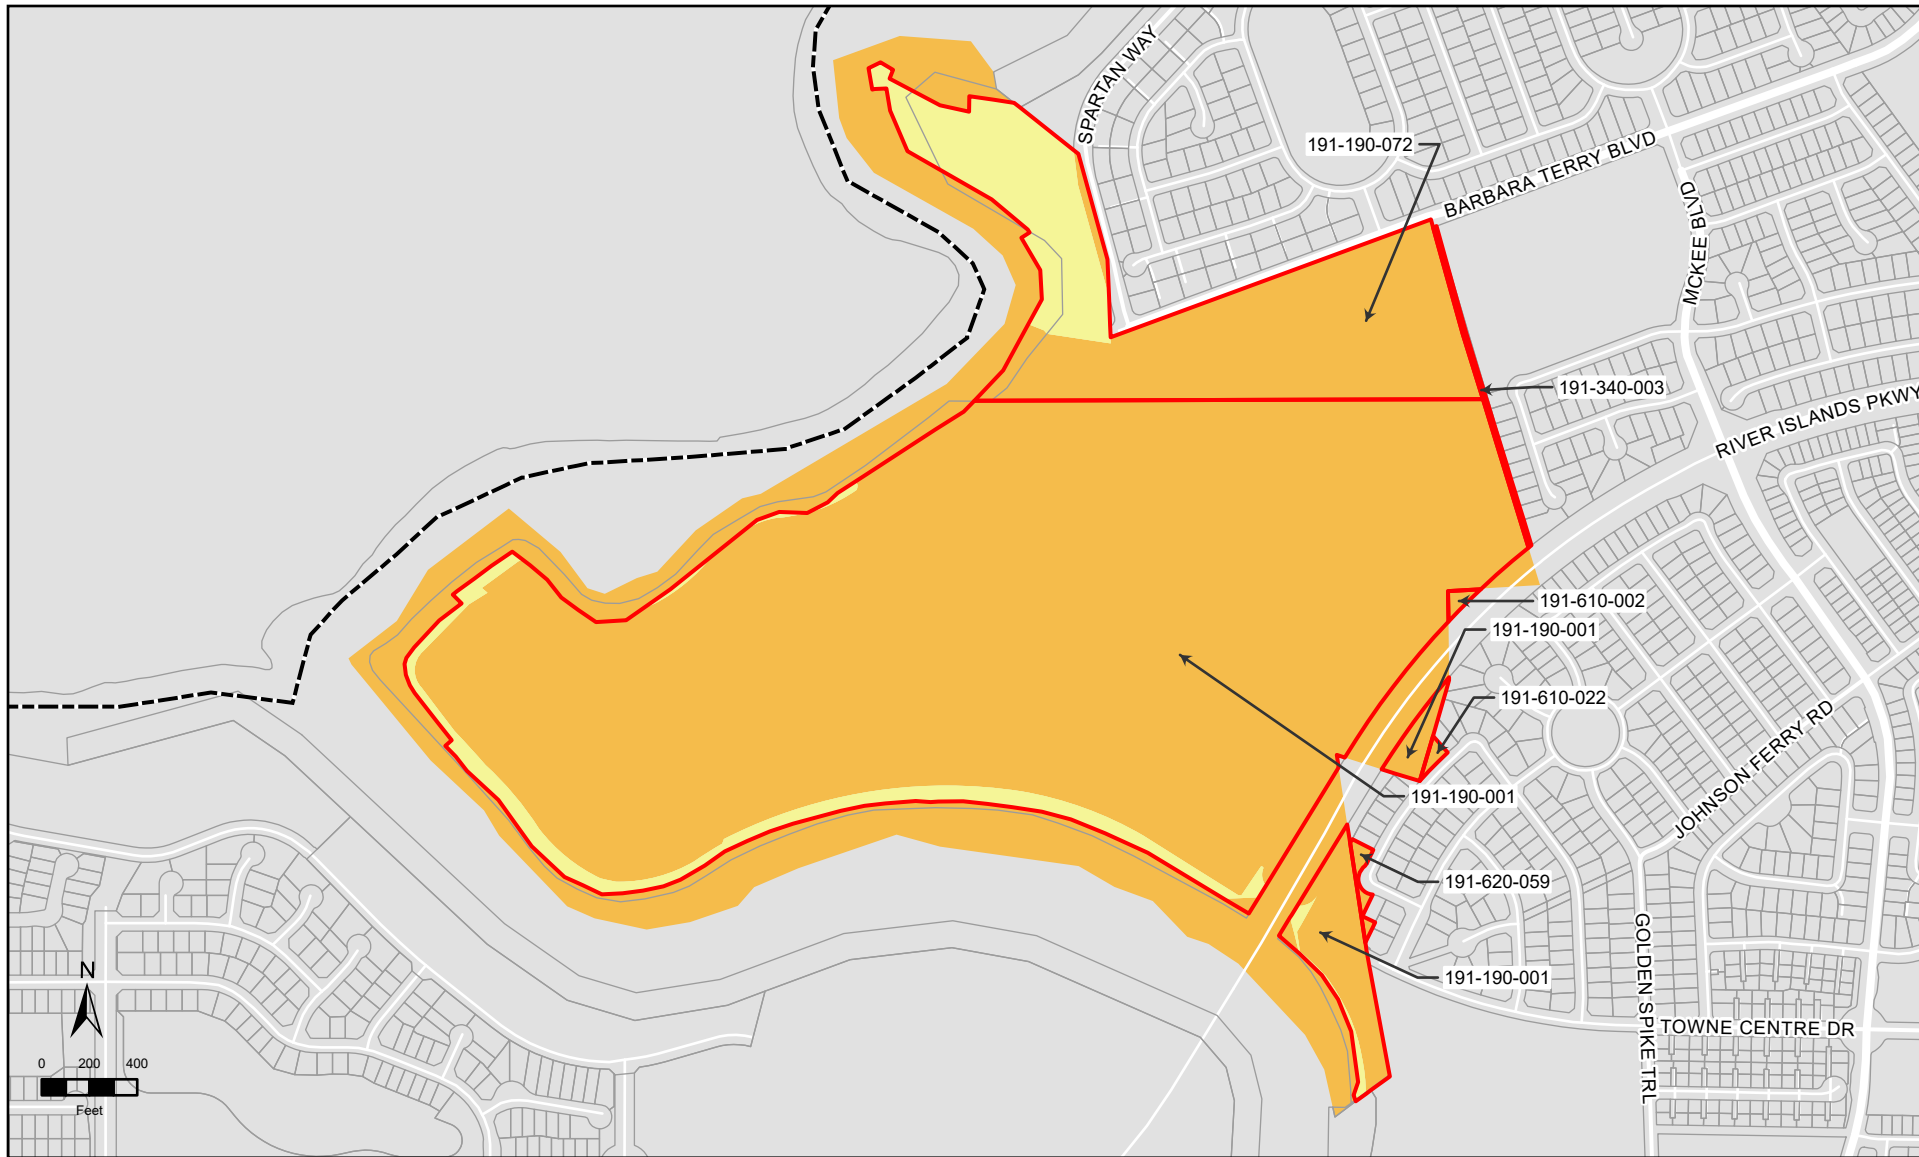 SPARTAN WAY
191-190-072
BARBARA TERRY BLVD
MCKEE BLVD
191-340-003
RIVER ISLANDS PKWY
191-610-002
191-190-001
191-610-022
JOHNSON FERRY RD
191-190-001
191-620-059
191-190-001
GOLDEN SPIKE TRL
TOWNE CENTRE DR
N
0 200 400
Feet